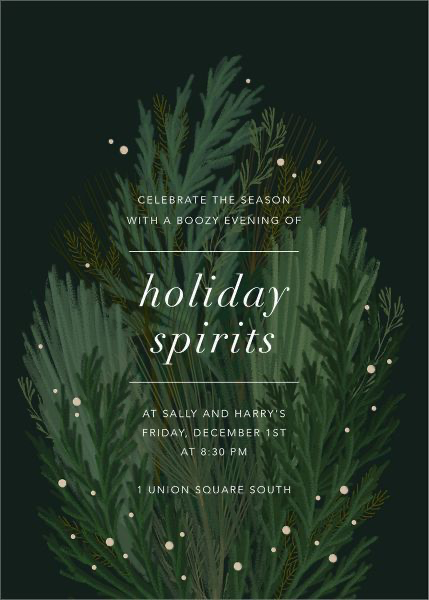 CELEBRATE THE SEASON
WITH A BOOZY EVENING OF
holiday
spirits
AT SALLY AND HARRY'S
FRIDAY, DECEMBER 1ST
AT 8:30 PM
1 UNION SQUARE SOUTH